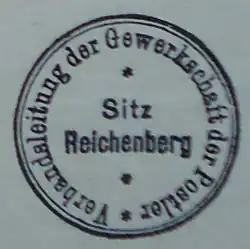 Verbandsleitung der Gewerkschaft der Postler
Sitz
Reichenberg